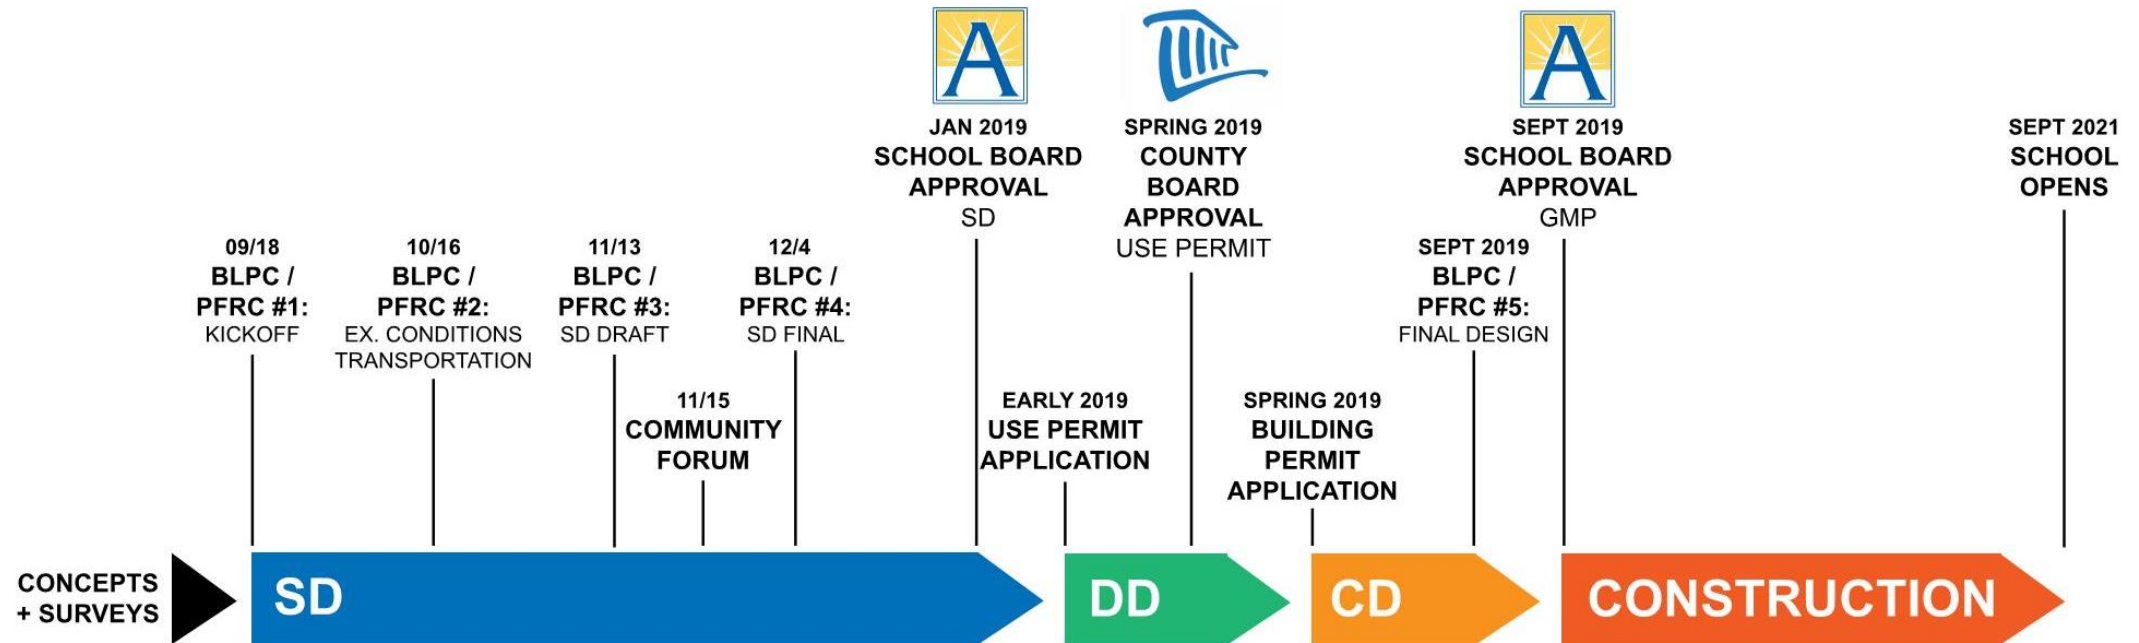 A
A
JAN 2019
SCHOOL BOARD
APPROVAL
SD
SPRING 2019
COUNTY
BOARD
APPROVAL
USE PERMIT
SEPT 2019
SCHOOL BOARD
APPROVAL
GMP
SEPT 2021
SCHOOL
OPENS
09/18
BLPC /
PFRC #1:
KICKOFF
10/16
BLPC /
PFRC #2:
EX. CONDITIONS
TRANSPORTATION
11/13
BLPC /
PFRC #3:
SD DRAFT
12/4
BLPC /
PFRC #4:
SD FINAL
SEPT 2019
BLPC /
PFRC #5:
FINAL DESIGN
11/15
COMMUNITY
FORUM
EARLY 2019
USE PERMIT
APPLICATION
SPRING 2019
BUILDING
PERMIT
APPLICATION
CONCEPTS
+ SURVEYS
SD
DD
CD
CONSTRUCTION